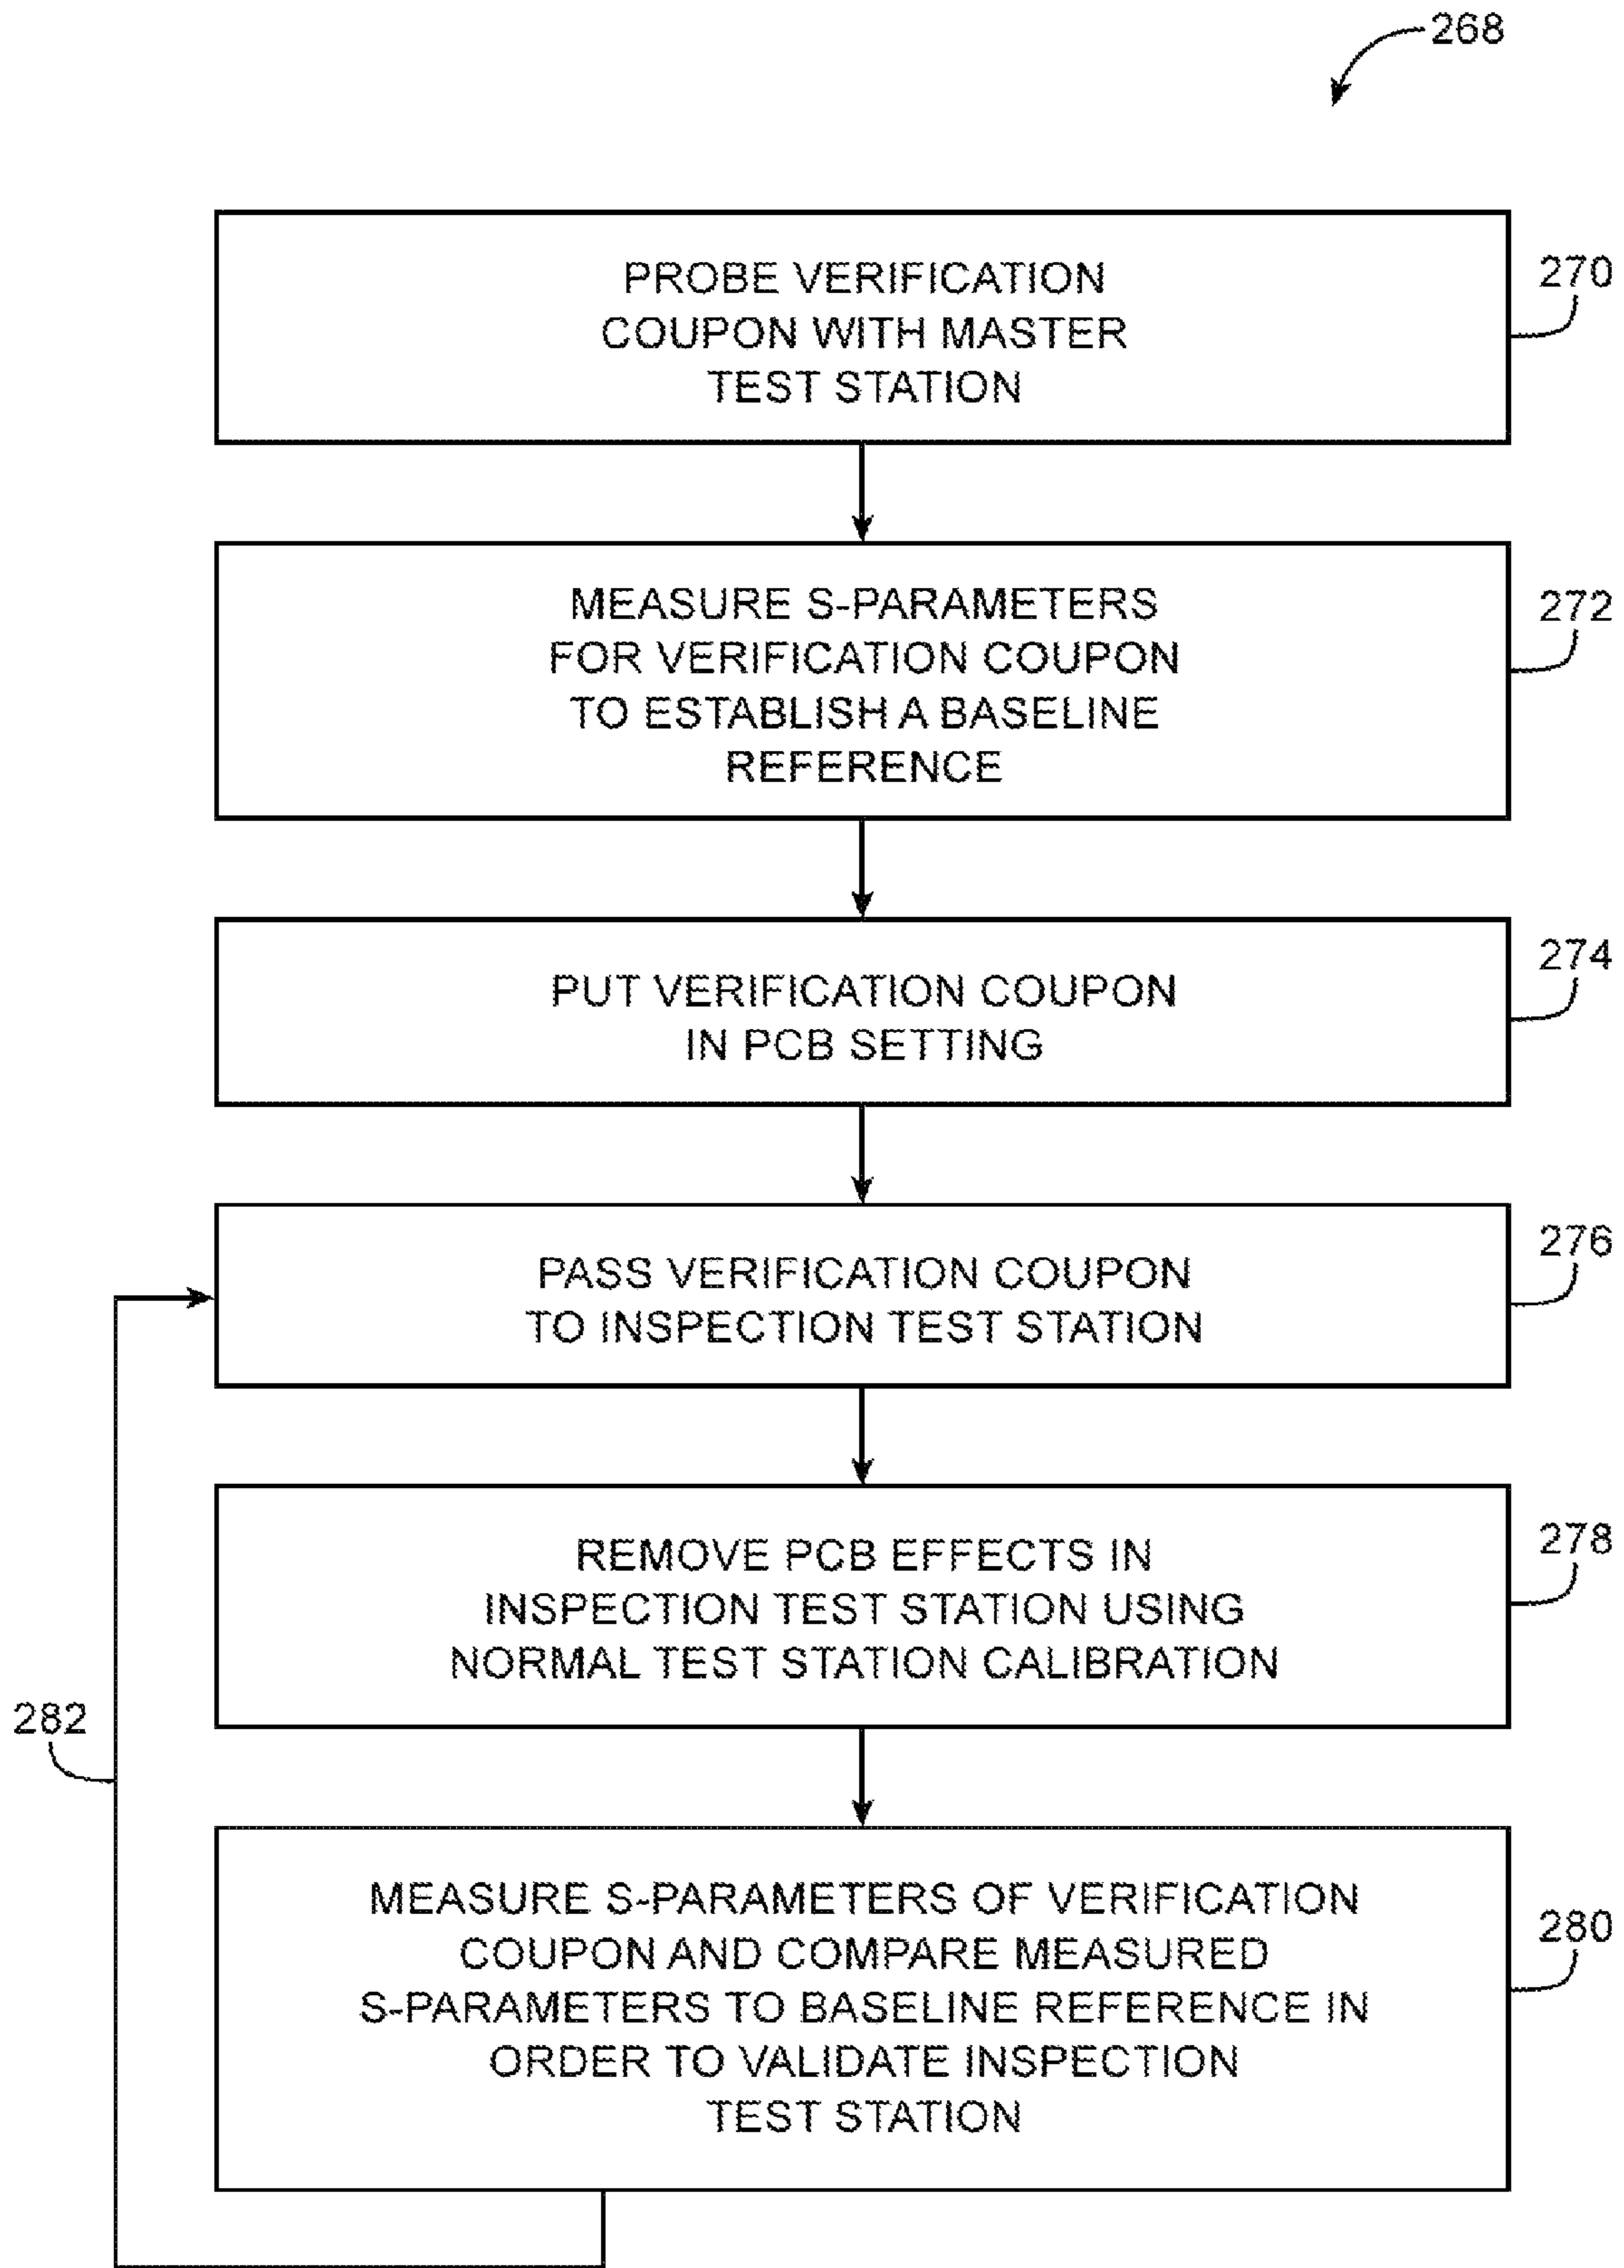 268
PROBE VERIFICATION
COUPON WITH MASTER
TEST STATION
270
MEASURE S-PARAMETERS
FOR VERIFICATION COUPON
TO ESTABLISH A BASELINE
REFERENCE
272
PUT VERIFICATION COUPON
IN PCB SETTING
274
PASS VERIFICATION COUPON
TO INSPECTION TEST STATION
276
REMOVE PCB EFFECTS IN
INSPECTION TEST STATION USING
NORMAL TEST STATION CALIBRATION
278
282
MEASURE S-PARAMETERS OF VERIFICATION
COUPON AND COMPARE MEASURED
S-PARAMETERS TO BASELINE REFERENCE IN
ORDER TO VALIDATE INSPECTION
TEST STATION
280